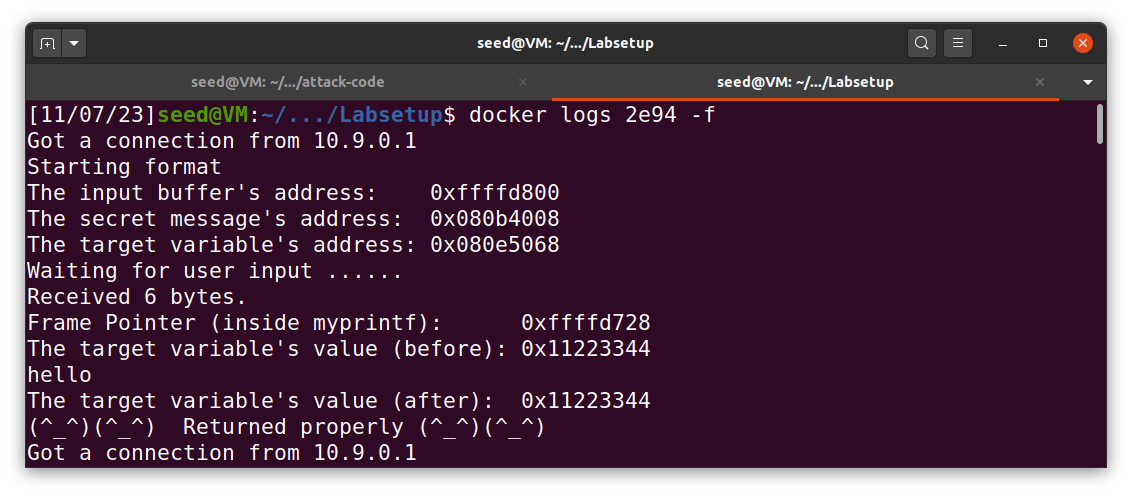 seed@VM: ~/.../Labsetup
seed@VM: ~/.../attack-code
seed@VM: ~/.../Labsetup
[11/07/23]seed@VM:~/.../Labsetup$ docker logs 2e94 -f
Got a connection from 10.9.0.1
Starting format
The input buffer's address:    0xffffd800
The secret message's address:  0x080b4008
The target variable's address: 0x080e5068
Waiting for user input ......
Received 6 bytes.
Frame Pointer (inside myprintf):      0xffffd728
The target variable's value (before): 0x11223344
hello
The target variable's value (after):  0x11223344
(^_^)(^_^)  Returned properly (^_^)(^_^)
Got a connection from 10.9.0.1